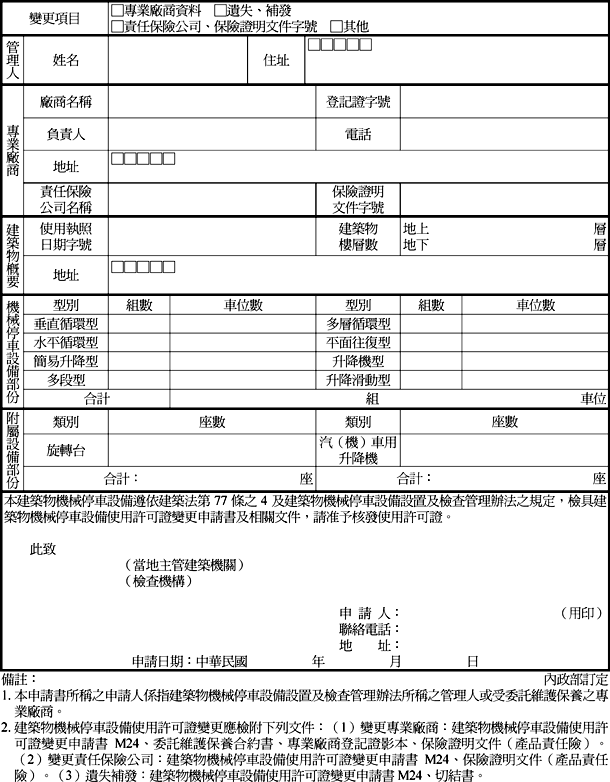 變更項目 □專業廠商資料 □遺失、補發
□責任保險公司、保險證明文件字號 □其他
管理人 姓名 住址 □□□□□
專業廠商
廠商名稱 登記證字號
負責人 電話
地址 □□□□□
責任保險公司名稱 保險證明文件字號
建築物概要
使用執照日期字號 建築物樓層數 地上 層
地下 層
地址 □□□□□
機械停車設備部份
型別 組數 車位數 型別 組數 車位數
垂直循環型 多層循環型
水平循環型 平面往復型
簡易升降型 升降機型
多段型 升降滑動型
合計 組 車位
附屬設備部份
類別 座數 類別 座數
旋轉台 汽（機）車用升降機
合計： 座 合計： 座
本建築物機械停車設備遵依建築法第 77 條之 4 及建築物機械停車設備設置及檢查管理辦法之規定，檢具建
築物機械停車設備使用許可證變更申請書及相關文件，請准予核發使用許可證。
此致
（當地主管建築機關）
（檢查機構）
申 請 人： （用印）
聯絡電話：
地 址：
申請日期：中華民國 年 月 日
備註： 內政部訂定
1. 本申請書所稱之申請人係指建築物機械停車設備設置及檢查管理辦法所稱之管理人或受委託維護保養之專
業廠商。
2. 建築物機械停車設備使用許可證變更應檢附下列文件：（1）變更專業廠商：建築物機械停車設備使用許
可證變更申請書 M24、委託維護保養合約書、專業廠商登記證影本、保險證明文件（產品責任險）。
（2）變更責任保險公司：建築物機械停車設備使用許可證變更申請書 M24、保險證明文件（產品責任
險）。（3）遺失補發：建築物機械停車設備使用許可證變更申請書 M24、切結書。